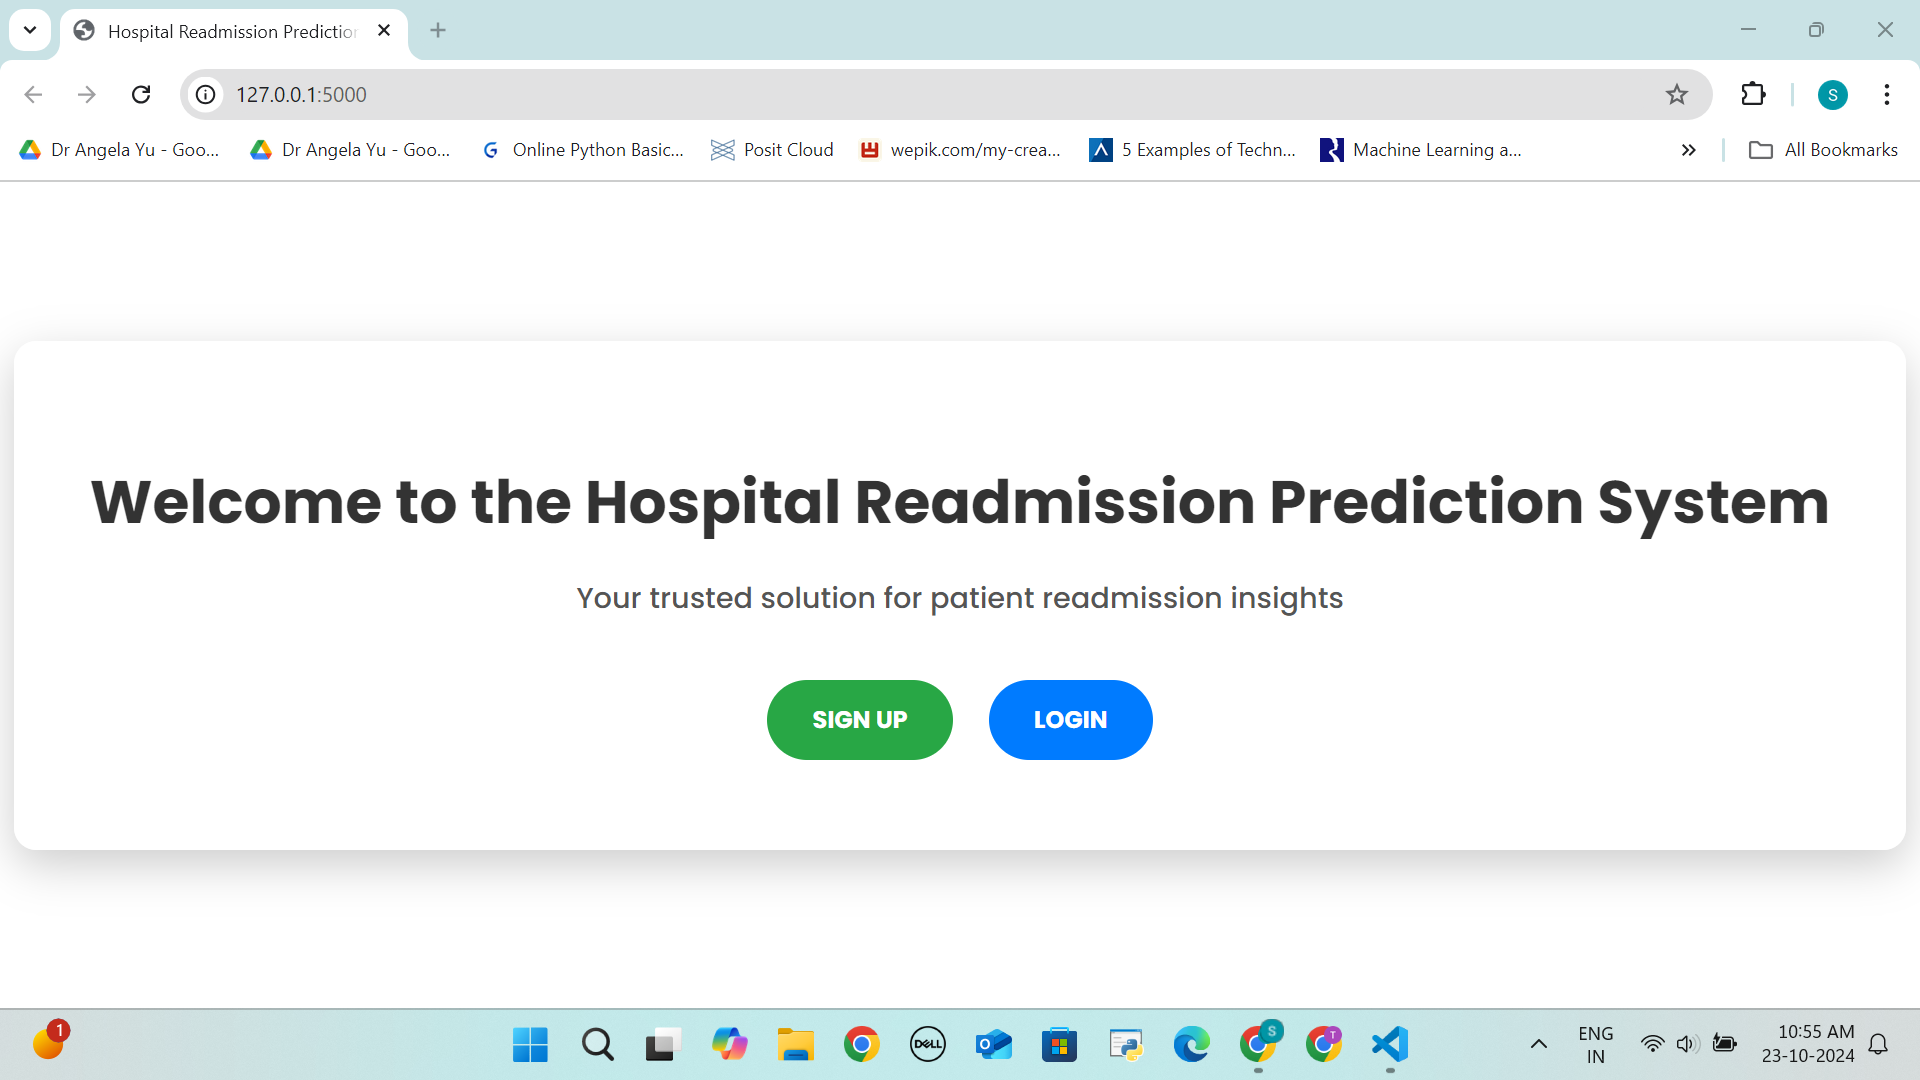 Hospital Readmission Prediction
127.0.0.1:5000
S
Dr Angela Yu - Goo...
Dr Angela Yu - Goo...
Online Python Basic...
Posit Cloud
wepik.com/my-crea...
5 Examples of Techn...
Machine Learning a...
All Bookmarks
Welcome to the Hospital Readmission Prediction System
Your trusted solution for patient readmission insights
SIGN UP
LOGIN
1
DELL
S
T
ENG
IN
10:55 AM
23-10-2024